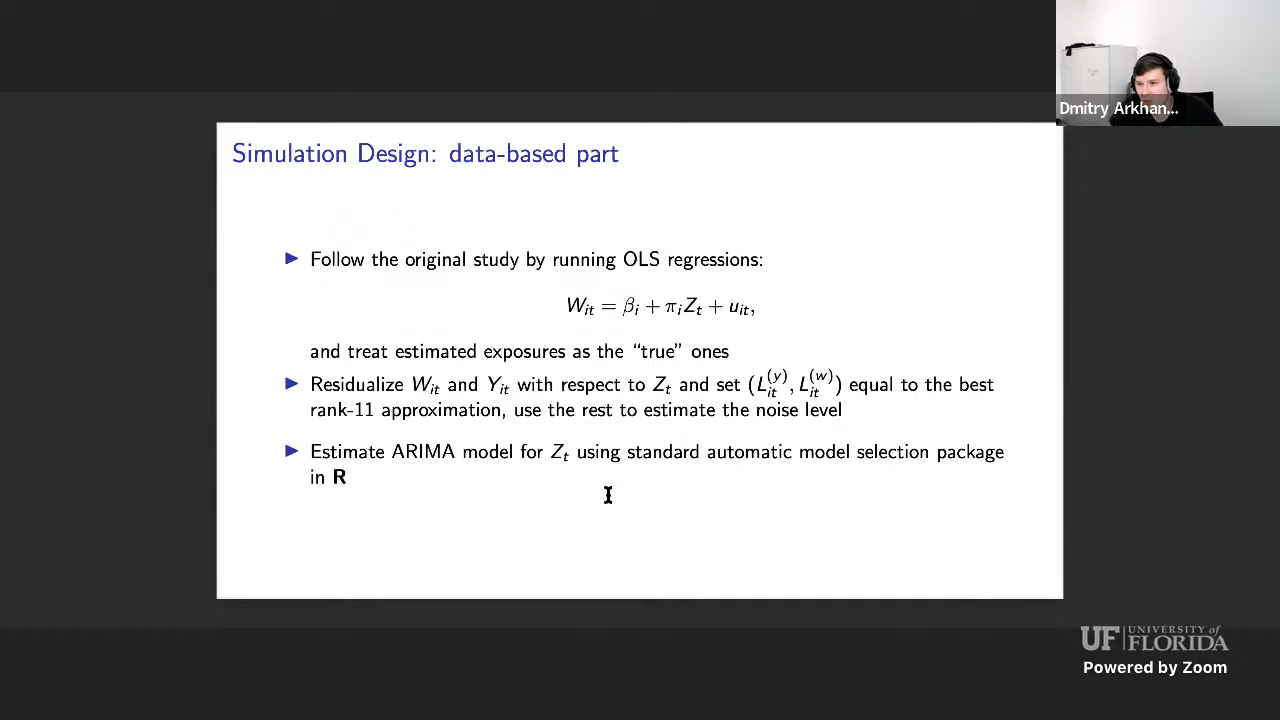 Dmitry Arkhan...
Simulation Design: data-based part
▶ Follow the original study by running OLS regressions:
W_{it} = β_i + π_i Z_t + u_{it},
and treat estimated exposures as the “true” ones
▶ Residualize W_{it} and Y_{it} with respect to Z_t and set (L_{it}^{(y)}, L_{it}^{(w)}) equal to the best
rank-11 approximation, use the rest to estimate the noise level
▶ Estimate ARIMA model for Z_t using standard automatic model selection package
in R
UF | UNIVERSITY of
FLORIDA
Powered by Zoom